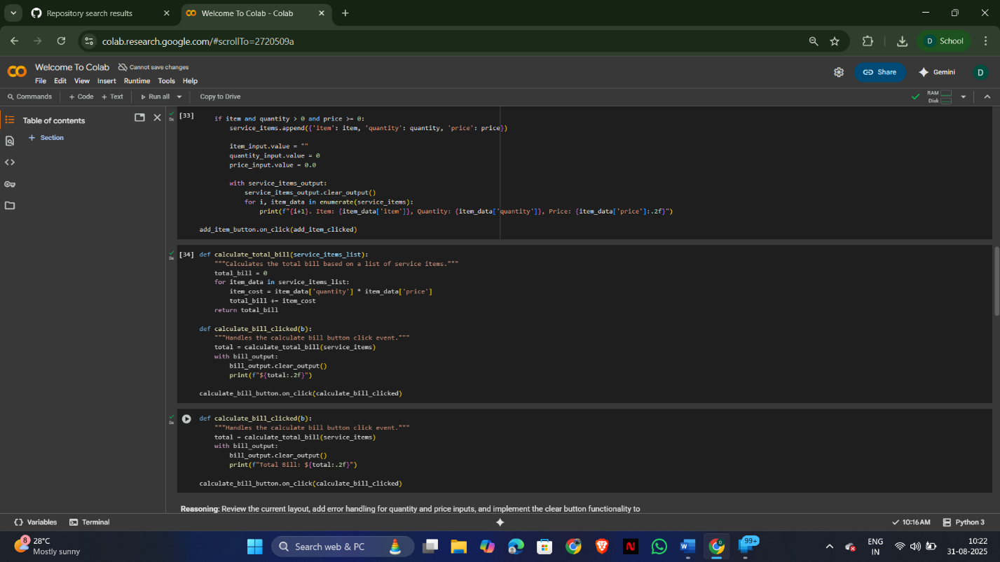 Repository search results
Welcome To Colab - Colab
colab.research.google.com/#scrollTo=2720509a
D School
Welcome To Colab
Cannot save changes
File Edit View Insert Runtime Tools Help
Share
Gemini
D
Commands
+ Code + Text
Run all
Copy to Drive
RAM
Disk
Table of contents
+ Section
0s
[33]
if item and quantity > 0 and price >= 0:
service_items.append({'item': item, 'quantity': quantity, 'price': price})
item_input.value = ""
quantity_input.value = 0
price_input.value = 0.0
with service_items_output:
service_items_output.clear_output()
for i, item_data in enumerate(service_items):
print(f"{i+1}. Item: {item_data['item']}, Quantity: {item_data['quantity']}, Price: {item_data['price']:.2f}")
add_item_button.on_click(add_item_clicked)
0s
[34] def calculate_total_bill(service_items_list):
"""Calculates the total bill based on a list of service items."""
total_bill = 0
for item_data in service_items_list:
item_cost = item_data['quantity'] * item_data['price']
total_bill += item_cost
return total_bill
def calculate_bill_clicked(b):
"""Handles the calculate bill button click event."""
total = calculate_total_bill(service_items)
with bill_output:
bill_output.clear_output()
print(f"${total:.2f}")
calculate_bill_button.on_click(calculate_bill_clicked)
0s
def calculate_bill_clicked(b):
"""Handles the calculate bill button click event."""
total = calculate_total_bill(service_items)
with bill_output:
bill_output.clear_output()
print(f"Total Bill: ${total:.2f}")
calculate_bill_button.on_click(calculate_bill_clicked)
Reasoning: Review the current layout, add error handling for quantity and price inputs, and implement the clear button functionality to
Variables
Terminal
10:16 AM
Python 3
8
28°C
Mostly sunny
Search web & PC
99+
ENG
IN
10:22
31-08-2025